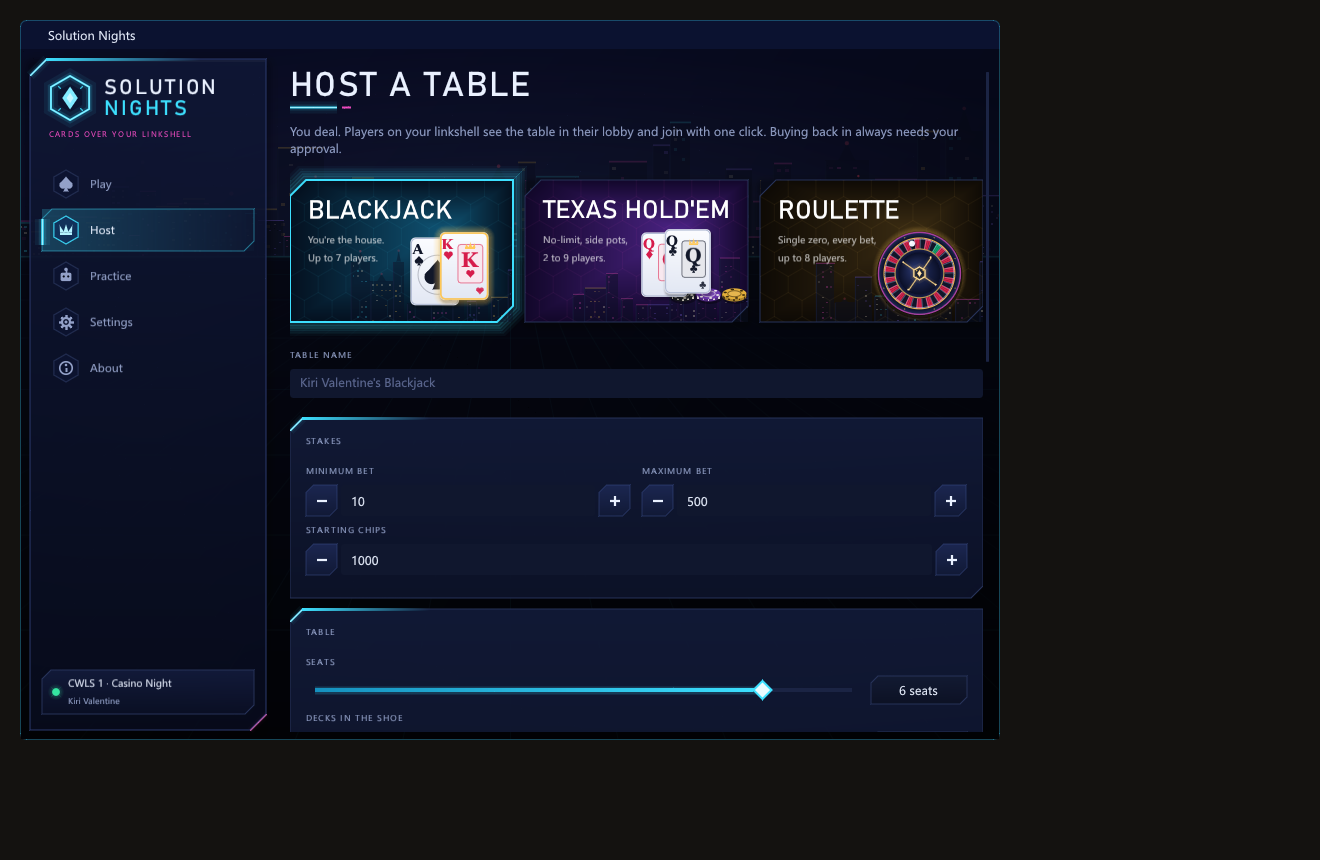 Solution Nights
SOLUTION
NIGHTS
CARDS OVER YOUR LINKSHELL
Play
Host
Practice
Settings
About
CWLS 1 · Casino Night
Kiri Valentine
HOST A TABLE
You deal. Players on your linkshell see the table in their lobby and join with one click. Buying back in always needs your
approval.
BLACKJACK
You're the house.
Up to 7 players.
A
K
K
TEXAS HOLD'EM
No-limit, side pots,
2 to 9 players.
Q
Q
Q
ROULETTE
Single zero, every bet,
up to 8 players.
TABLE NAME
Kiri Valentine's Blackjack
STAKES
MINIMUM BET
MAXIMUM BET
− 10 +
− 500 +
STARTING CHIPS
− 1000 +
TABLE
SEATS
6 seats
DECKS IN THE SHOE